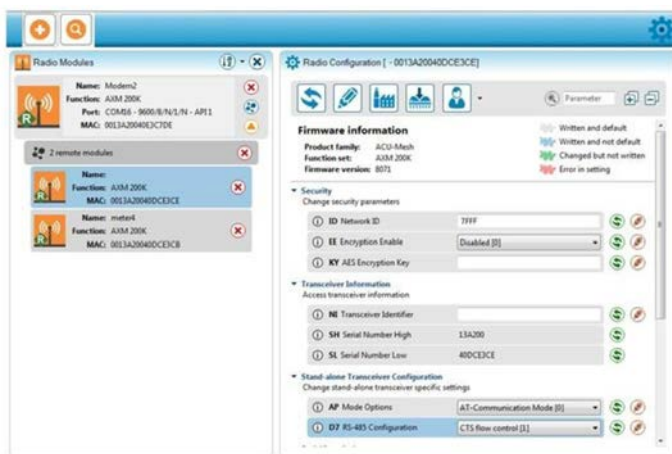 Radio Modules
Name: Modem2
Function: AXM 200K
Port: COM16 - 9600/8/N/1/N - API 1
MAC: 0013A20040E3C7DE
2 remote modules
Name:
Function: AXM 200K
MAC: 0013A20040DCE3CE
Name: meter4
Function: AXM 200K
MAC: 0013A20040DCE3CB
Radio Configuration [ - 0013A20040DCE3CE]
Parameter
Firmware information
Product family: ACU-Mesh
Function set: AXM 200K
Firmware version: 8071
Written and default
Written and not default
Changed but not written
Error in setting
Security
Change security parameters
ID Network ID 7FFF
EE Encryption Enable Disabled [0]
KY AES Encryption Key
Transceiver Information
Access transceiver information
NI Transceiver Identifier
SH Serial Number High 13A200
SL Serial Number Low 40DCE3CE
Stand-alone Transceiver Configuration
Change stand-alone transceiver specific settings
AP Mode Options AT-Communication Mode [0]
D7 RS-485 Configuration CTS flow control [1]